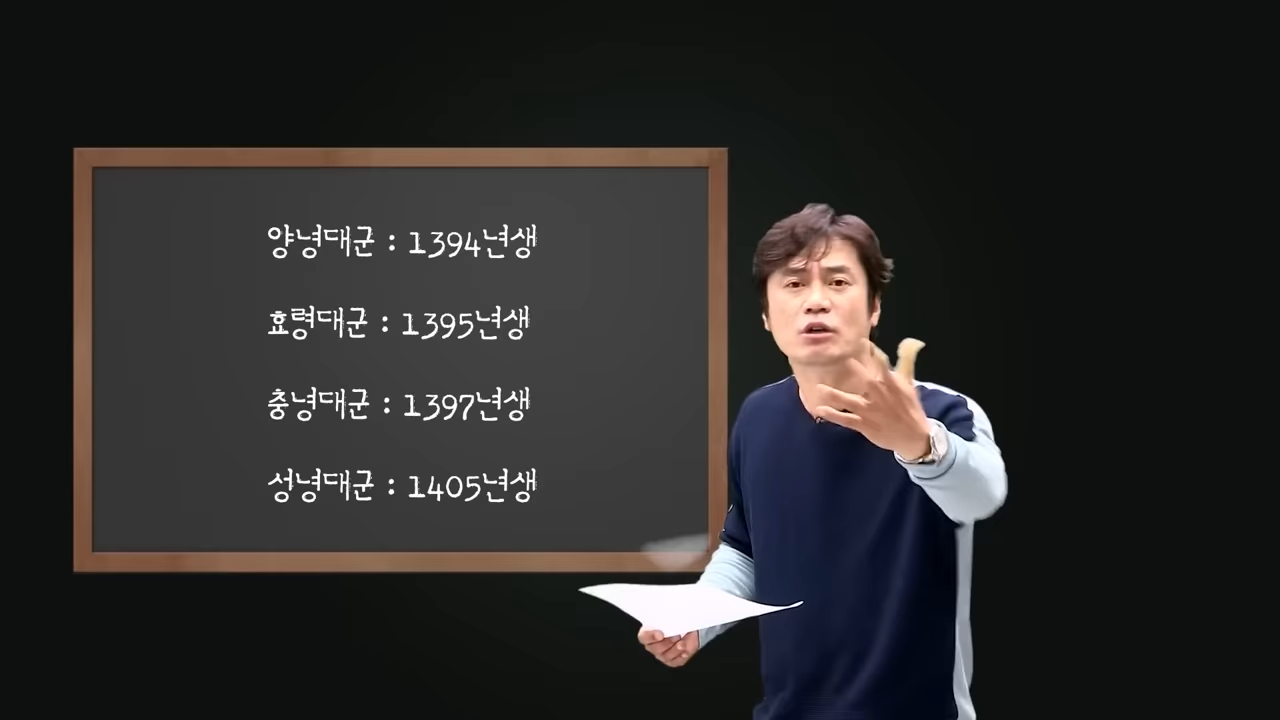 양녕대군 : 1394년생
효령대군 : 1395년생
충녕대군 : 1397년생
성녕대군 : 1405년생